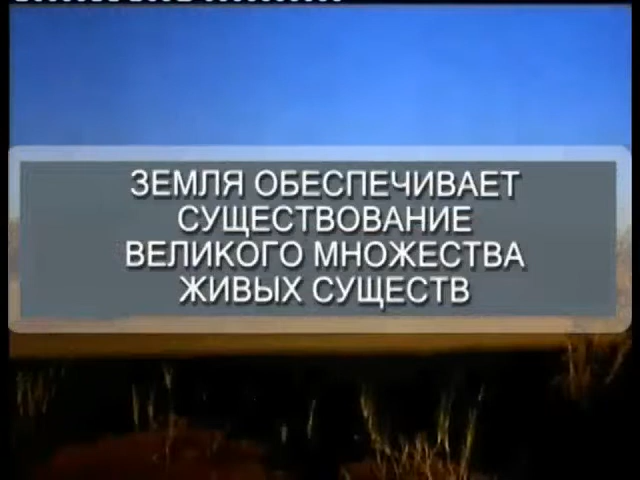 ЗЕМЛЯ ОБЕСПЕЧИВАЕТ
СУЩЕСТВОВАНИЕ
ВЕЛИКОГО МНОЖЕСТВА
ЖИВЫХ СУЩЕСТВ